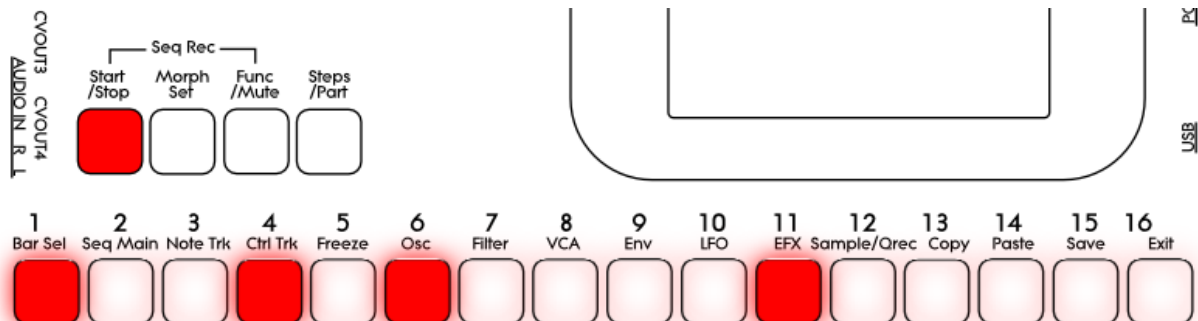 CVOUT3 CVOUT4
AUDIO IN R L
Seq Rec
Start Morph Func Steps
/Stop Set /Mute /Part
PC
USB
1 2 3 4 5 6 7 8 9 10 11 12 13 14 15 16
Bar Sel Seq Main Note Trk Ctrl Trk Freeze Osc Filter VCA Env LFO EFX Sample/Qrec Copy Paste Save Exit